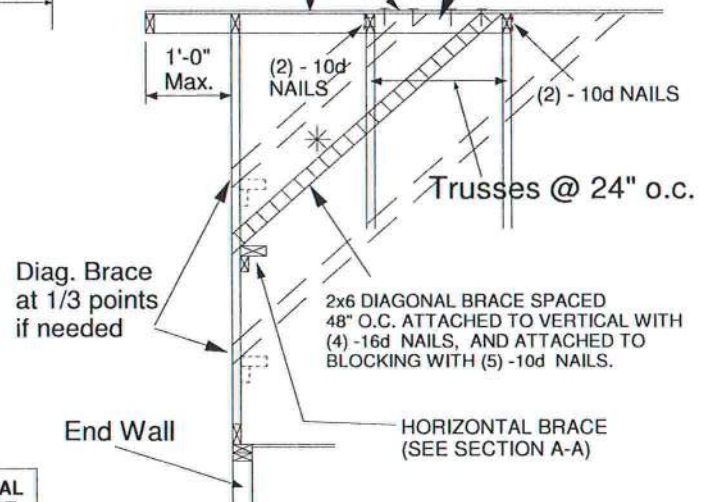 1'-0"
Max.
(2) - 10d
NAILS
(2) - 10d NAILS
Trusses @ 24" o.c.
Diag. Brace
at 1/3 points
if needed
2x6 DIAGONAL BRACE SPACED
48" O.C. ATTACHED TO VERTICAL WITH
(4) -16d NAILS, AND ATTACHED TO
BLOCKING WITH (5) -10d NAILS.
HORIZONTAL BRACE
(SEE SECTION A-A)
End Wall
AL